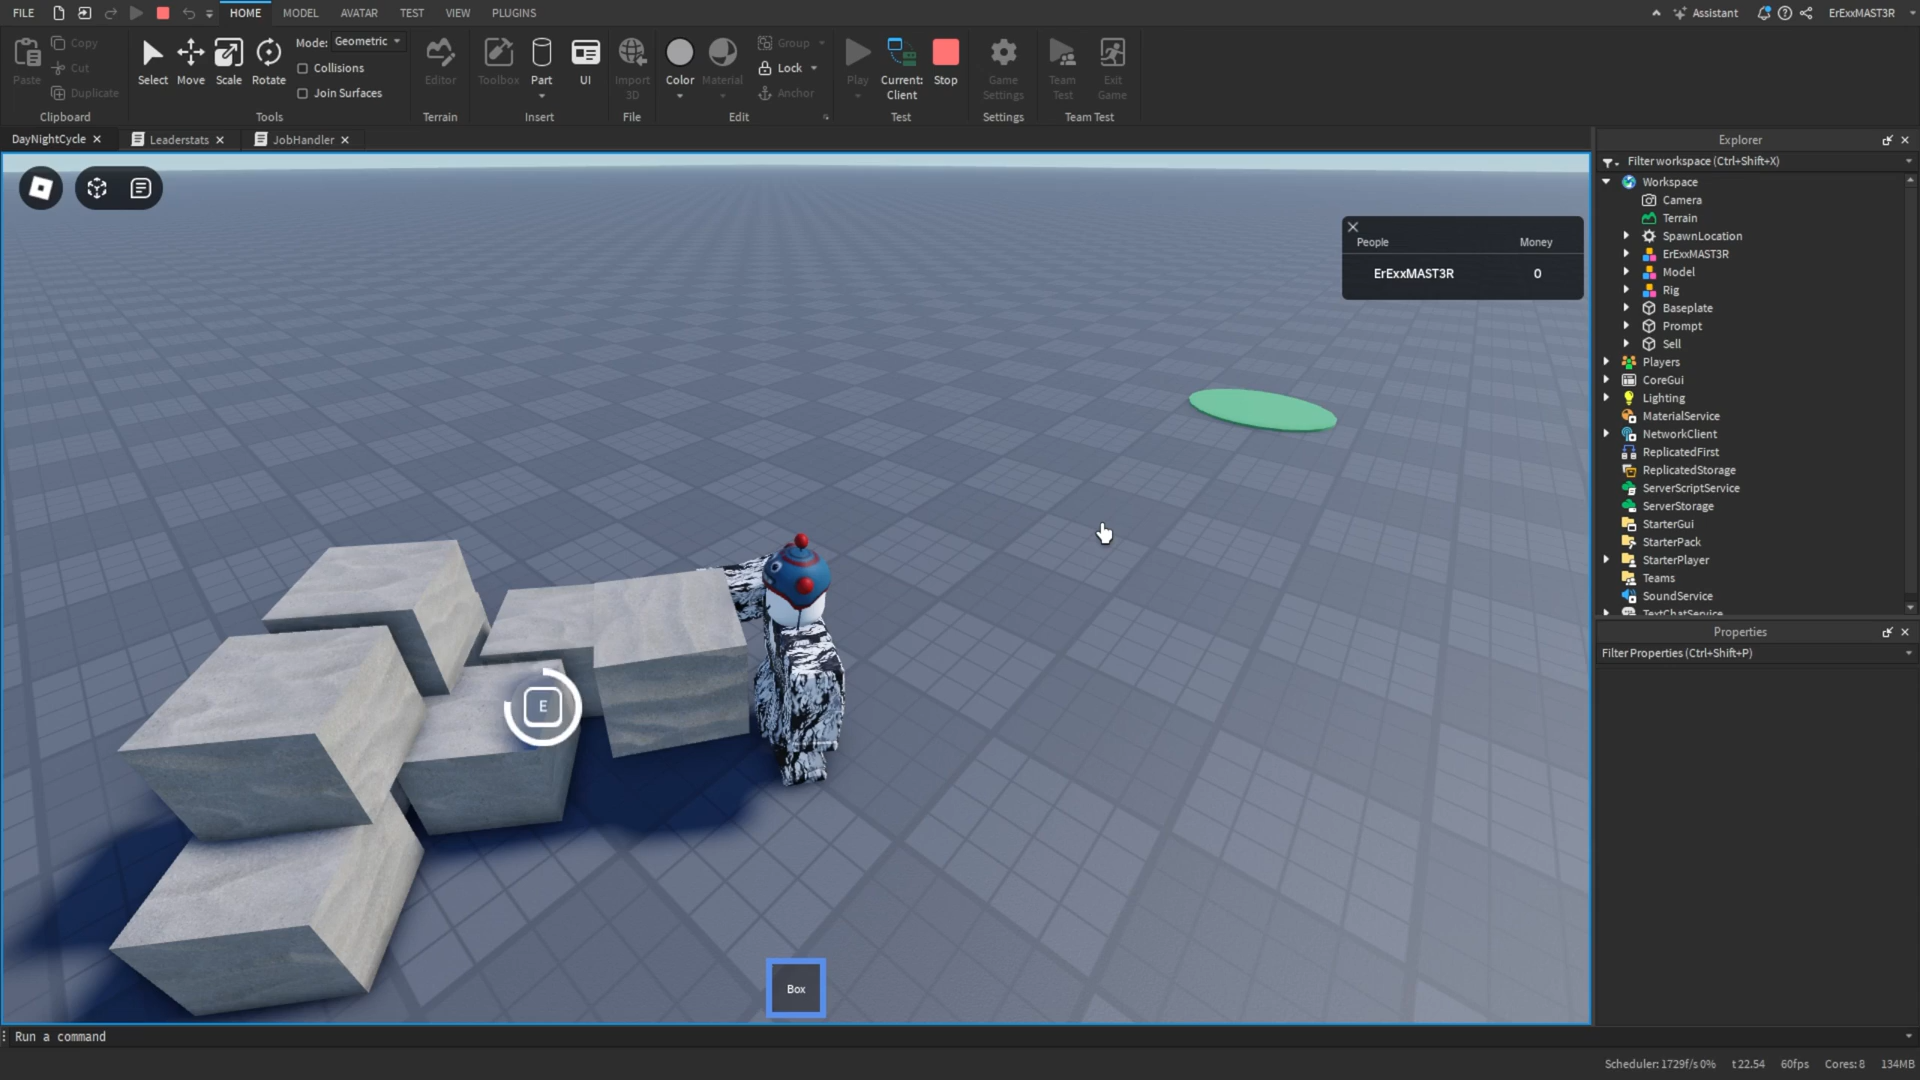 FILE HOME MODEL AVATAR TEST VIEW PLUGINS Assistant ErExxMAST3R
Paste
Copy
Cut
Duplicate
Clipboard
Select Move Scale Rotate
Mode: Geometric
Collisions
Join Surfaces
Tools
Editor
Terrain
Toolbox Part UI
Insert
Import
3D
File
Color Material
Group
Lock
Anchor
Edit
Play
Current:
Client
Stop
Test
Game
Settings
Settings
Team
Test
Exit
Game
Team Test
DayNightCycle Leaderstats JobHandler
People Money
ErExxMAST3R 0
E
Box
Explorer
Filter workspace (Ctrl+Shift+X)
Workspace
Camera
Terrain
SpawnLocation
ErExxMAST3R
Model
Rig
Baseplate
Prompt
Sell
Players
CoreGui
Lighting
MaterialService
NetworkClient
ReplicatedFirst
ReplicatedStorage
ServerScriptService
ServerStorage
StarterGui
StarterPack
StarterPlayer
Teams
SoundService
TextChatService
Properties
Filter Properties (Ctrl+Shift+P)
Run a command
Scheduler: 1729f/s 0% t 22.54 60fps Cores: 8 134MB